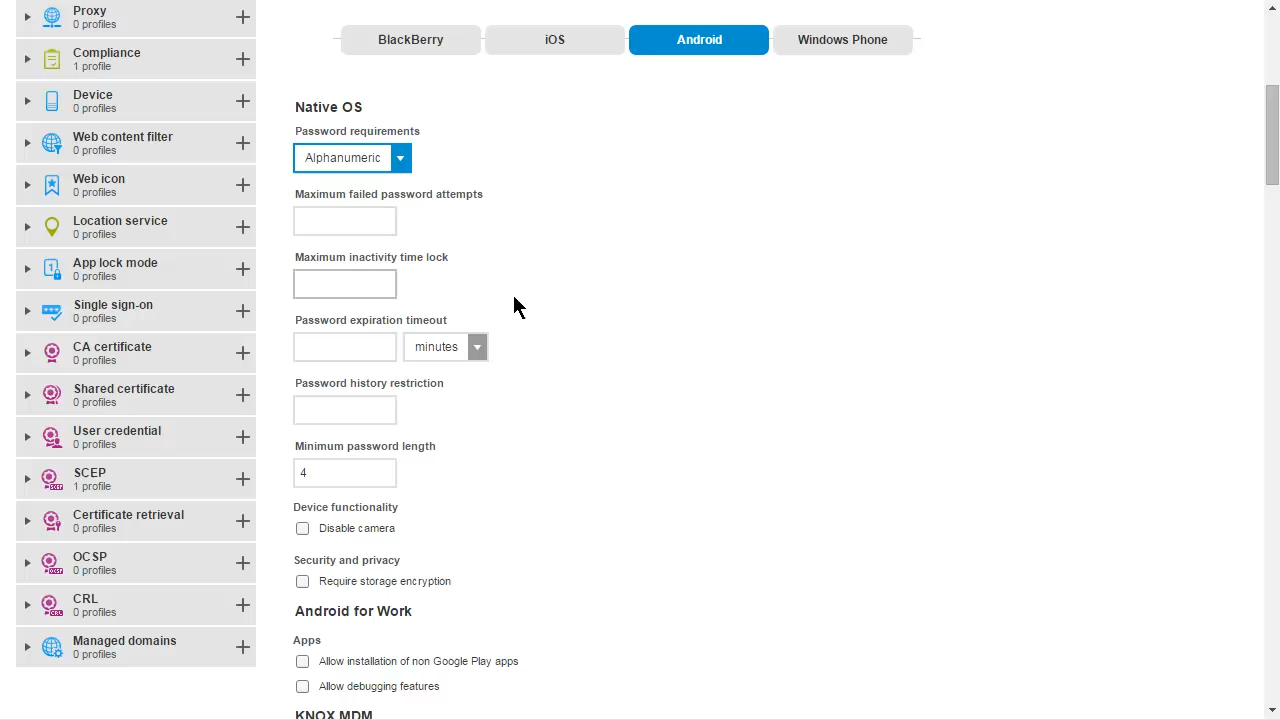 Proxy
0 profiles
Compliance
1 profile
Device
0 profiles
Web content filter
0 profiles
Web icon
0 profiles
Location service
0 profiles
App lock mode
0 profiles
Single sign-on
0 profiles
CA certificate
0 profiles
Shared certificate
0 profiles
User credential
0 profiles
SCEP
1 profile
Certificate retrieval
0 profiles
OCSP
0 profiles
CRL
0 profiles
Managed domains
0 profiles
BlackBerry
iOS
Android
Windows Phone
Native OS
Password requirements
Alphanumeric
Maximum failed password attempts
Maximum inactivity time lock
Password expiration timeout
minutes
Password history restriction
Minimum password length
4
Device functionality
Disable camera
Security and privacy
Require storage encryption
Android for Work
Apps
Allow installation of non Google Play apps
Allow debugging features
KNOX MDM